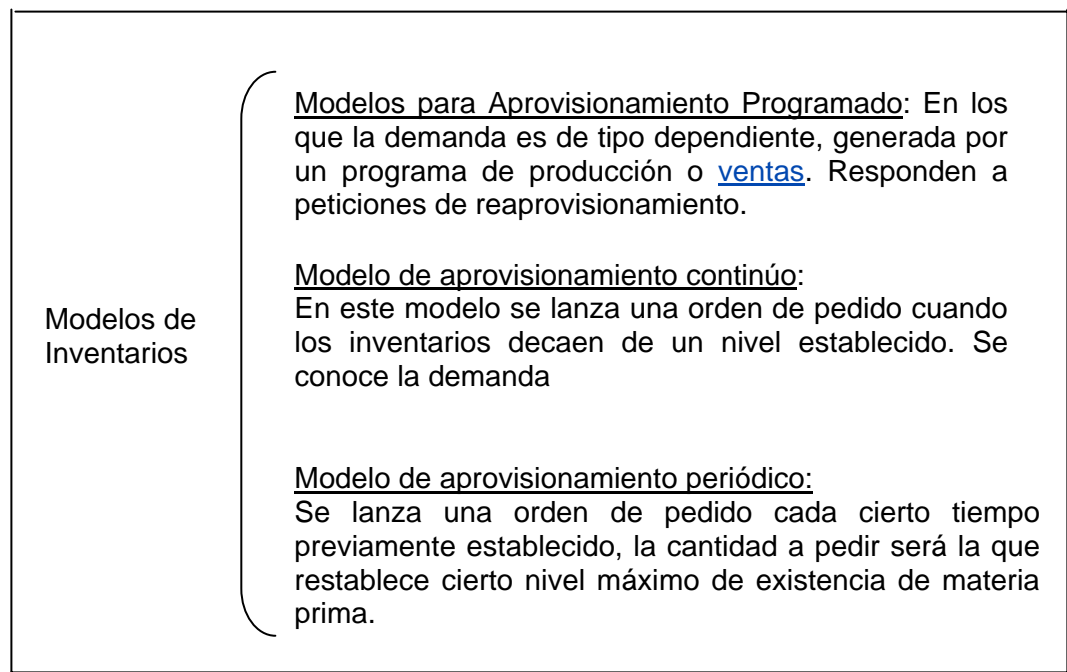 Modelos de
Inventarios
Modelos para Aprovisionamiento Programado: En los
que la demanda es de tipo dependiente, generada por
un programa de producción o ventas. Responden a
peticiones de reaprovisionamiento.
Modelo de aprovisionamiento continúo:
En este modelo se lanza una orden de pedido cuando
los inventarios decaen de un nivel establecido. Se
conoce la demanda
Modelo de aprovisionamiento periódico:
Se lanza una orden de pedido cada cierto tiempo
previamente establecido, la cantidad a pedir será la que
restablece cierto nivel máximo de existencia de materia
prima.